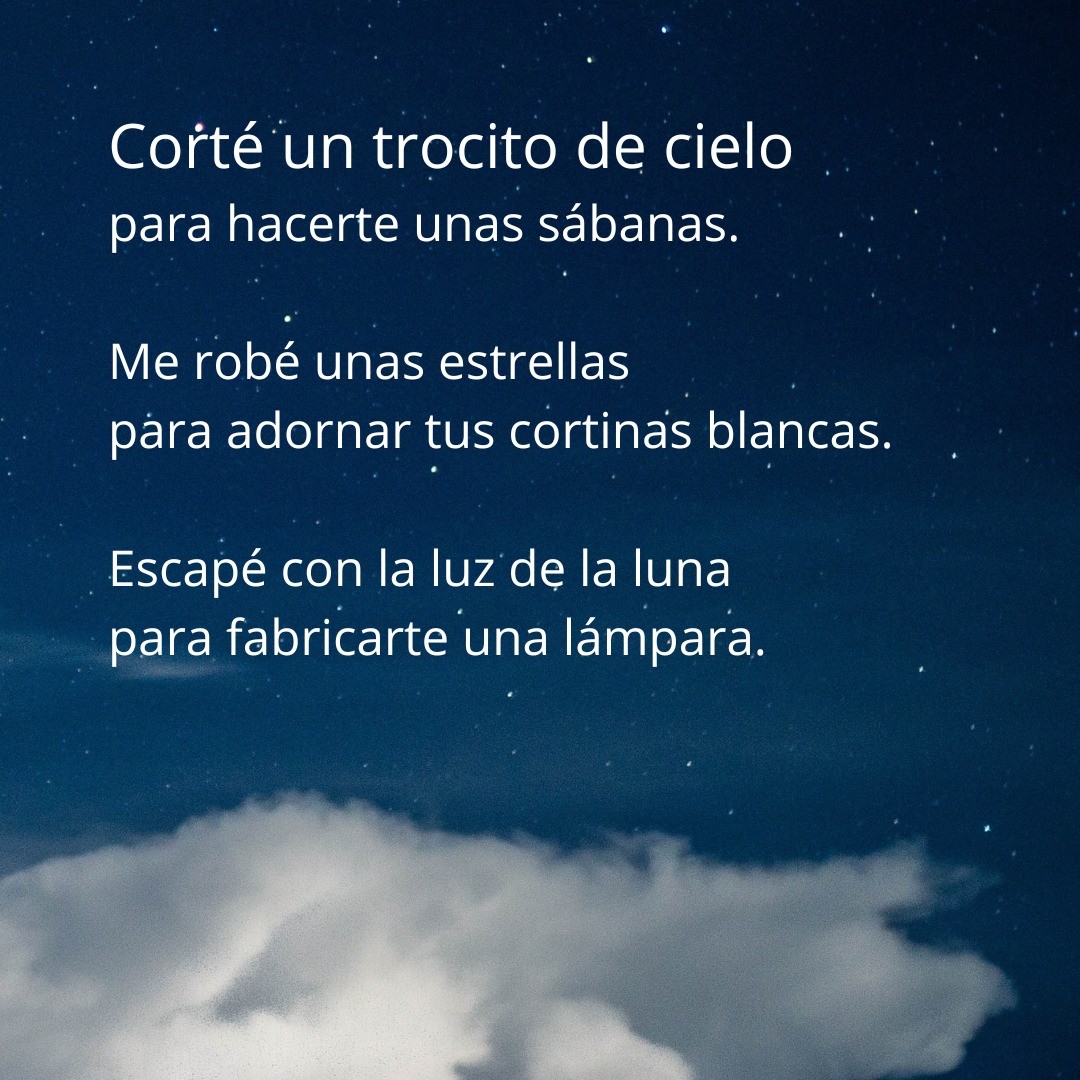 Corté un trocito de cielo
para hacerte unas sábanas.
Me robé unas estrellas
para adornar tus cortinas blancas.
Escapé con la luz de la luna
para fabricarte una lámpara.